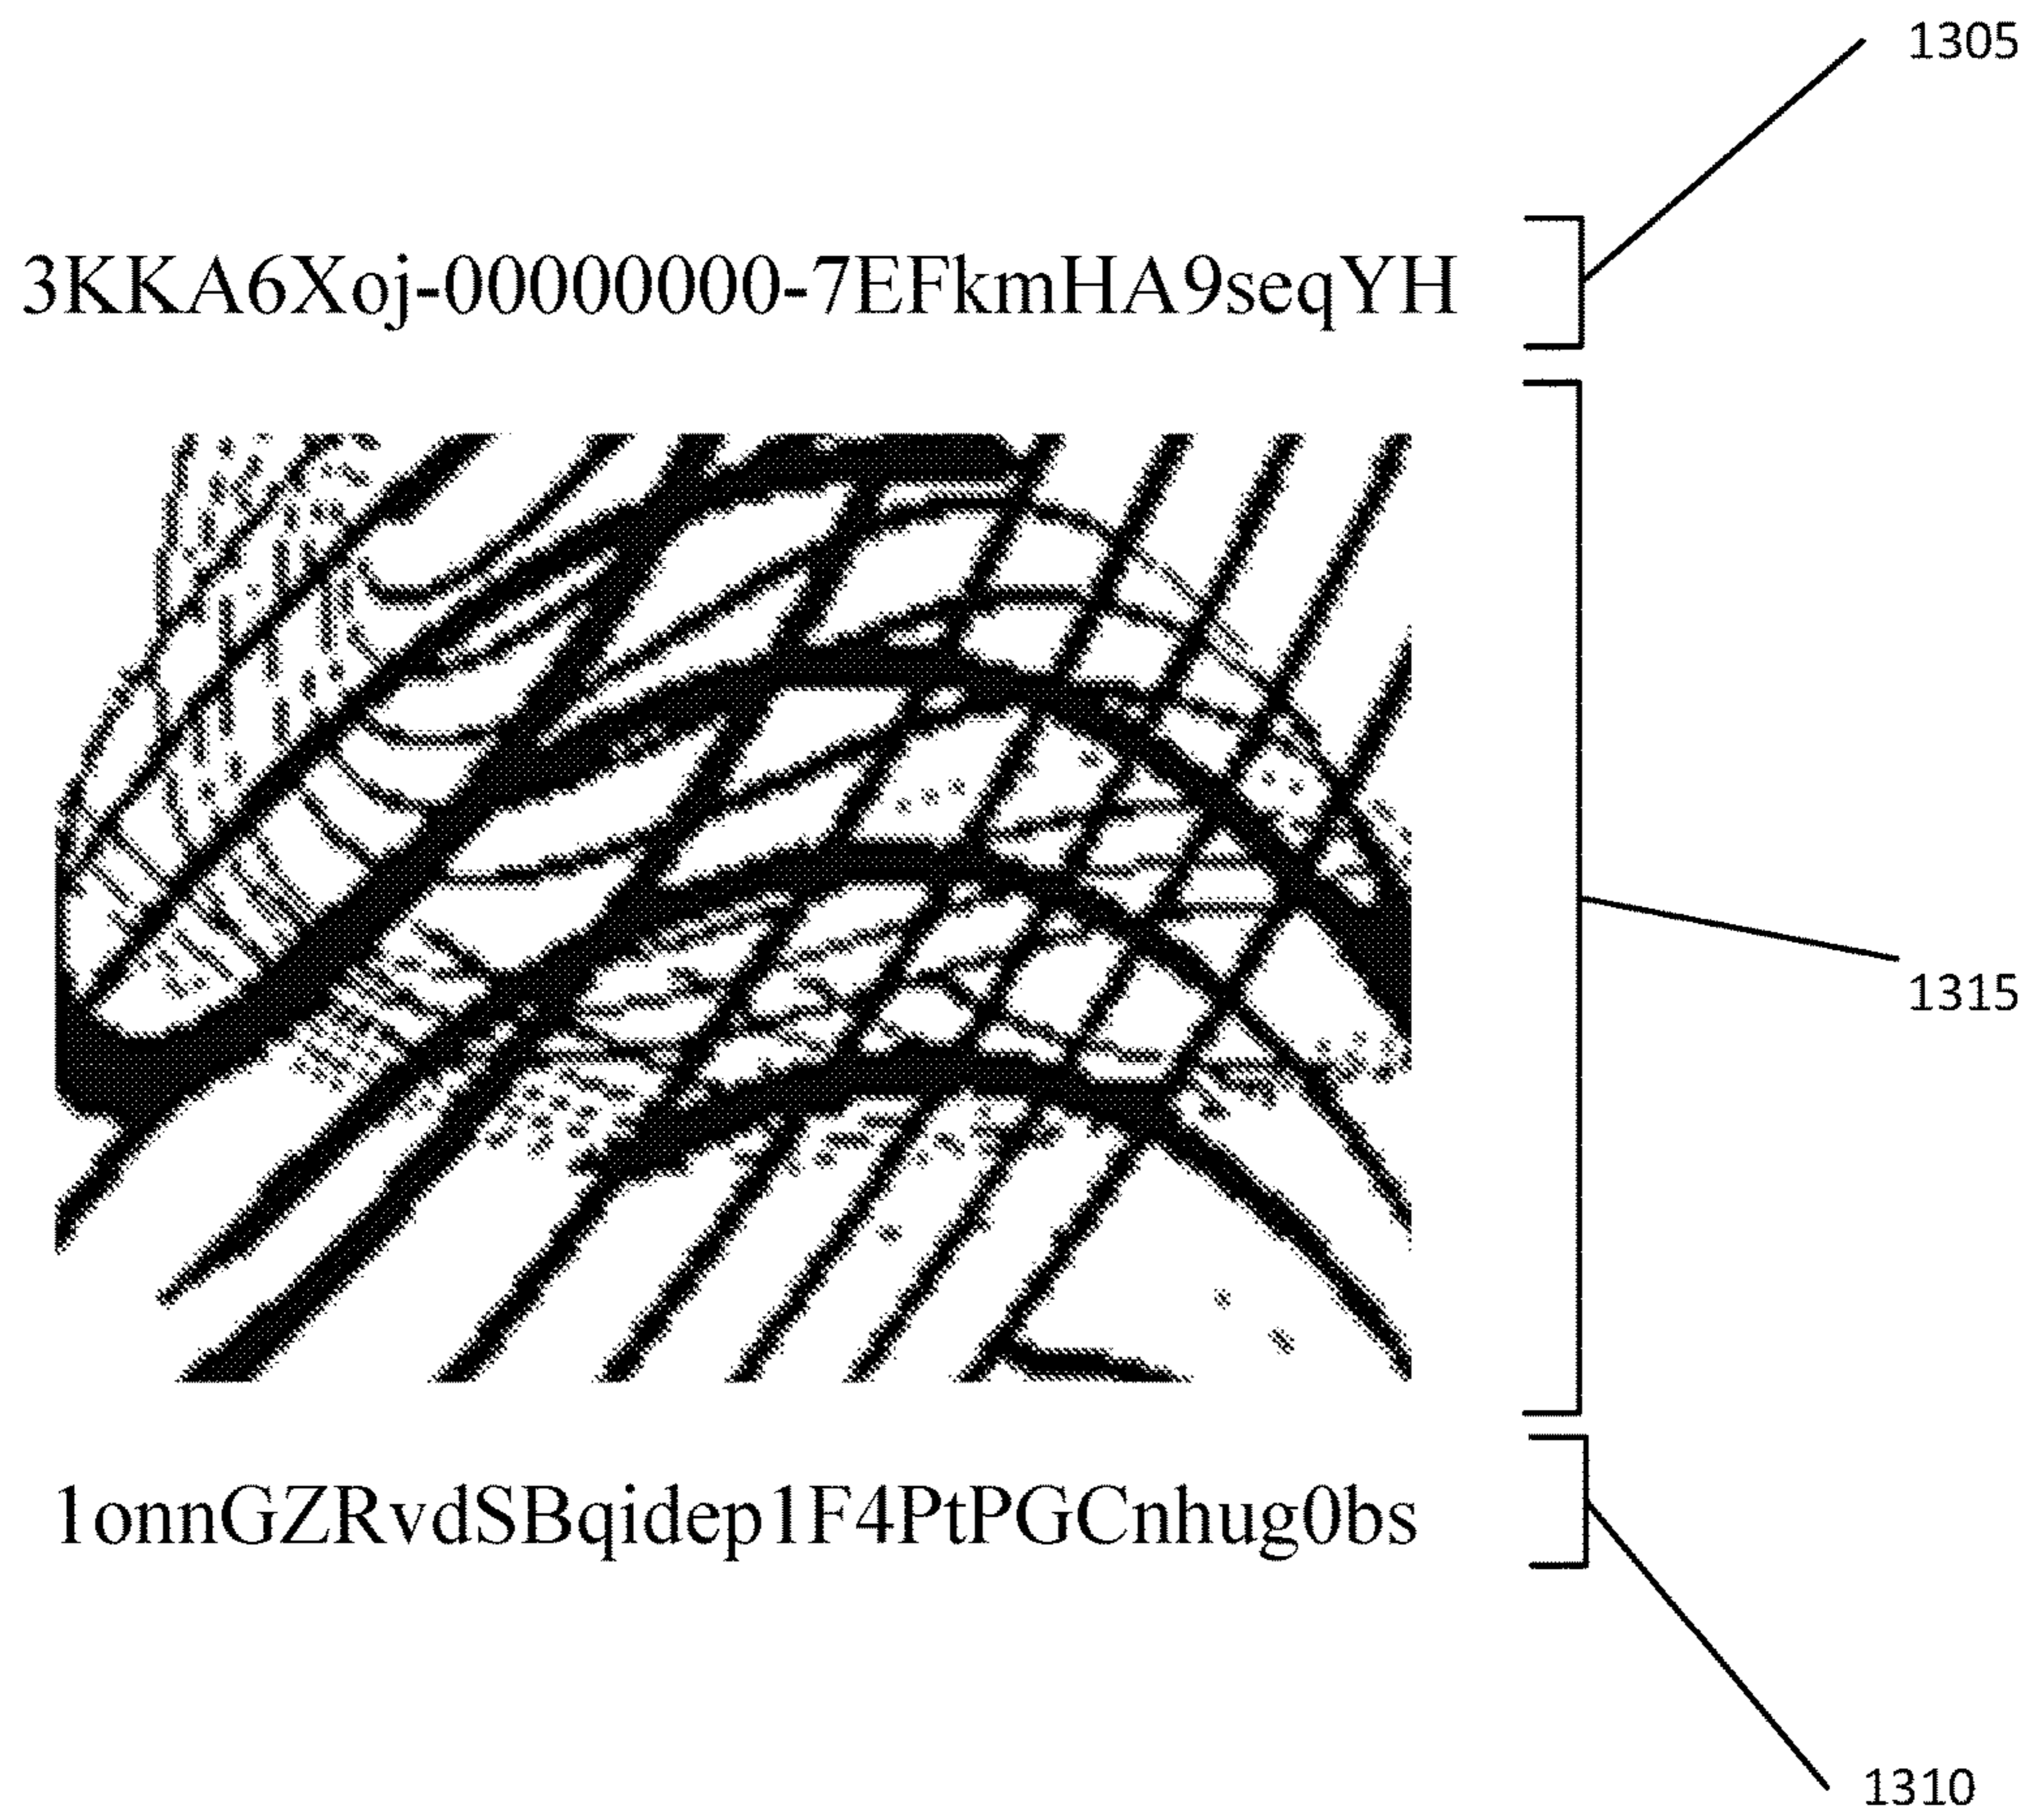 1305
3KKA6Xoj-00000000-7EFkmHA9seqYH
1315
1onnGZRvdSBqidep1F4PtPGCnhug0bs
1310